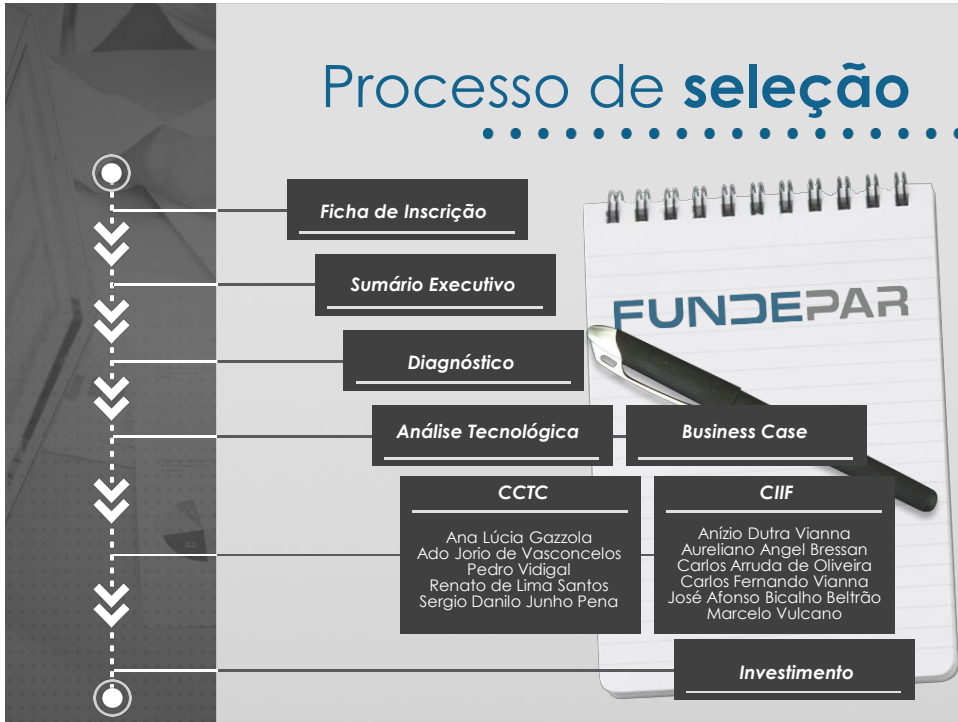 Processo de seleção
Ficha de Inscrição
Sumário Executivo
FUNDEPAR
Diagnóstico
Análise Tecnológica
Business Case
CCTC
Ana Lúcia Gazzola
Ado Jorio de Vasconcelos
Pedro Vidigal
Renato de Lima Santos
Sergio Danilo Junho Pena
CIIF
Anízio Dutra Vianna
Aureliano Angel Bressan
Carlos Arruda de Oliveira
Carlos Fernando Vianna
José Afonso Bicalho Beltrão
Marcelo Vulcano
Investimento